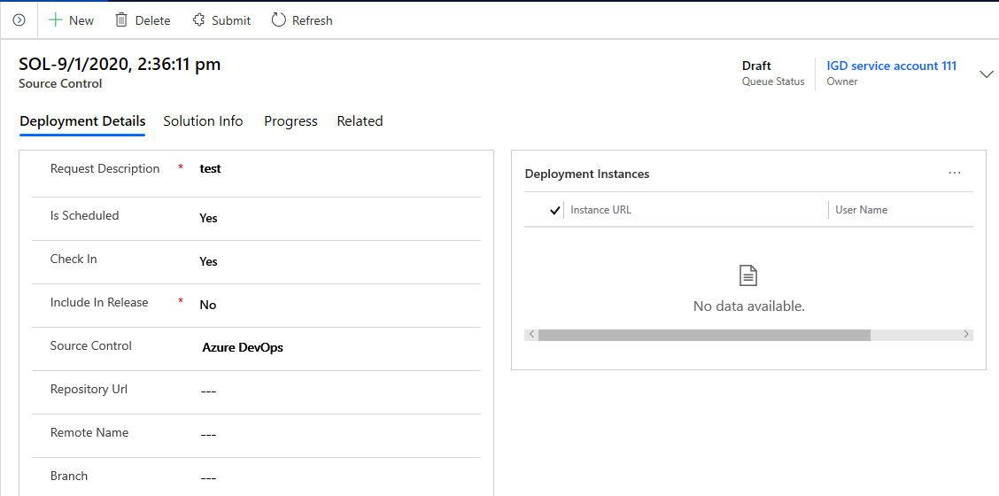 New Delete Submit Refresh
SOL-9/1/2020, 2:36:11 pm
Source Control
Draft
Queue Status
IGD service account 111
Owner
Deployment Details Solution Info Progress Related
Request Description * test
Is Scheduled Yes
Check In Yes
Include In Release * No
Source Control Azure DevOps
Repository Url ---
Remote Name ---
Branch ---
Deployment Instances ...
Instance URL User Name
No data available.